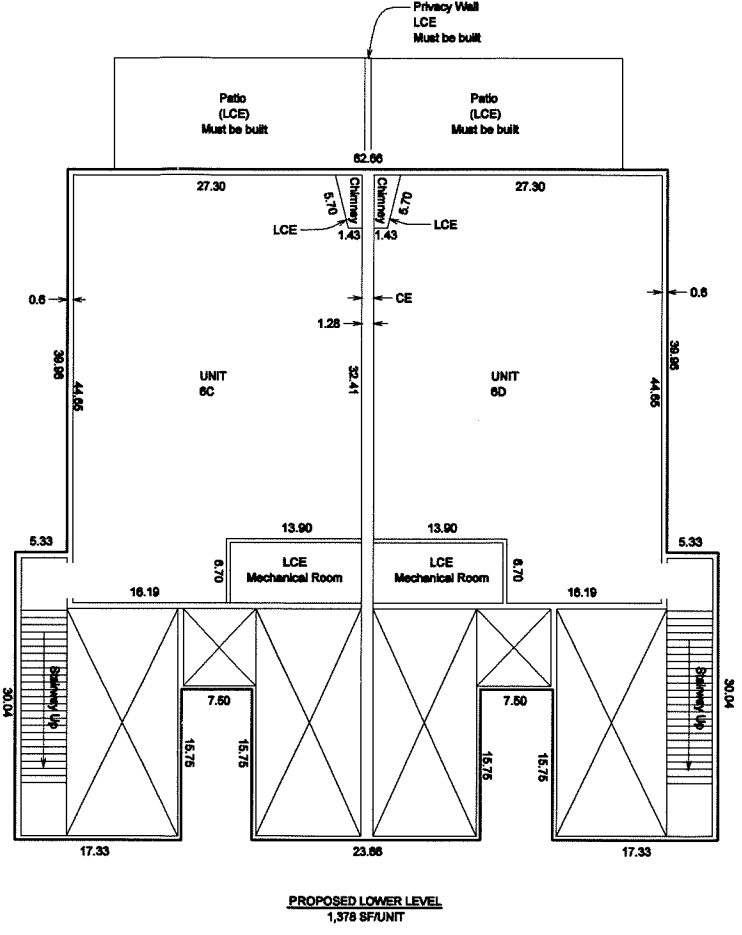 Privacy Wall
LCE
Must be built
Patio
(LCE)
Must be built
Patio
(LCE)
Must be built
62.66
27.30
27.30
Chimney
Chimney
5.70
5.70
LCE
LCE
1.43
1.43
0.6
CE
0.6
1.28
39.96
44.65
UNIT
6C
32.41
UNIT
6D
44.65
39.96
13.90
13.90
5.33
5.33
LCE
Mechanical Room
LCE
Mechanical Room
6.70
6.70
16.19
16.19
Stairway Up
Stairway Up
30.04
30.04
7.50
7.50
15.75
15.75
15.75
15.75
17.33
23.66
17.33
PROPOSED LOWER LEVEL
1,378 SF/UNIT